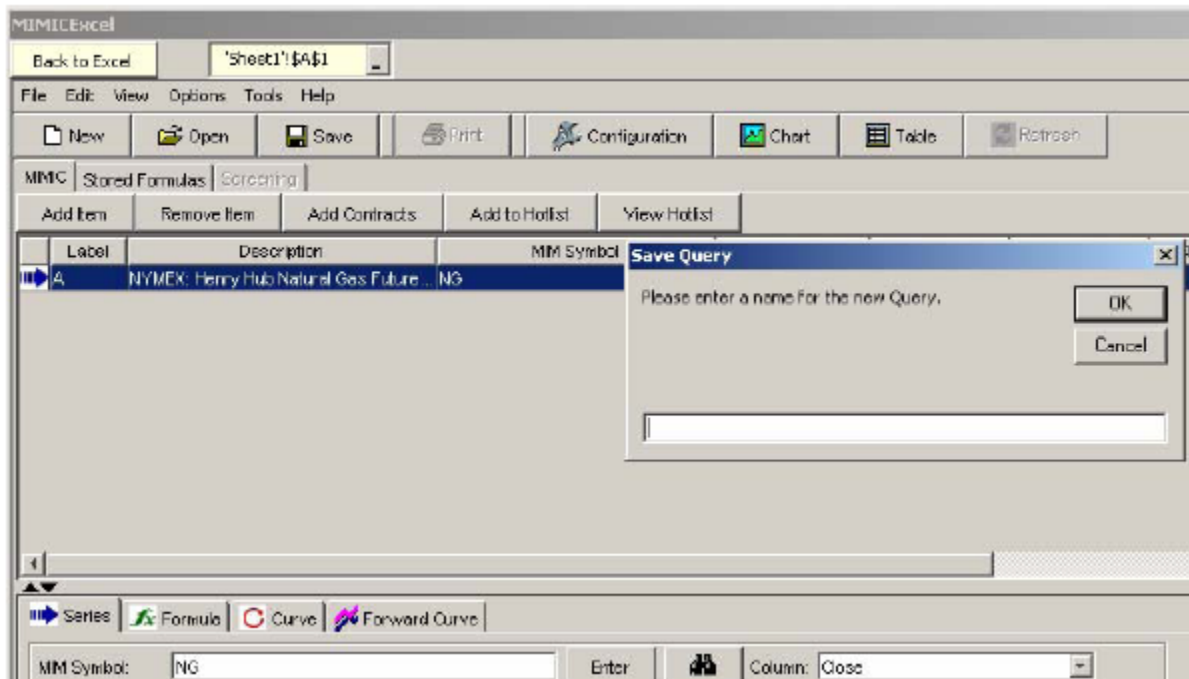 MIMICExcel
Back to Excel 'Sheet1'!$A$1
File Edit View Options Tools Help
New Open Save Print Configuration Chart Table Refresh
MIMIC Stored Formulas Screening
Add Item Remove Item Add Contracts Add to Hotlist View Hotlist
Label Description MIM Symbol
A NYMEX: Henry Hub Natural Gas Future ... NG
Save Query
Please enter a name for the new Query.
OK
Cancel
Series fx Formula Curve Forward Curve
MIM Symbol: NG Enter Column: Close